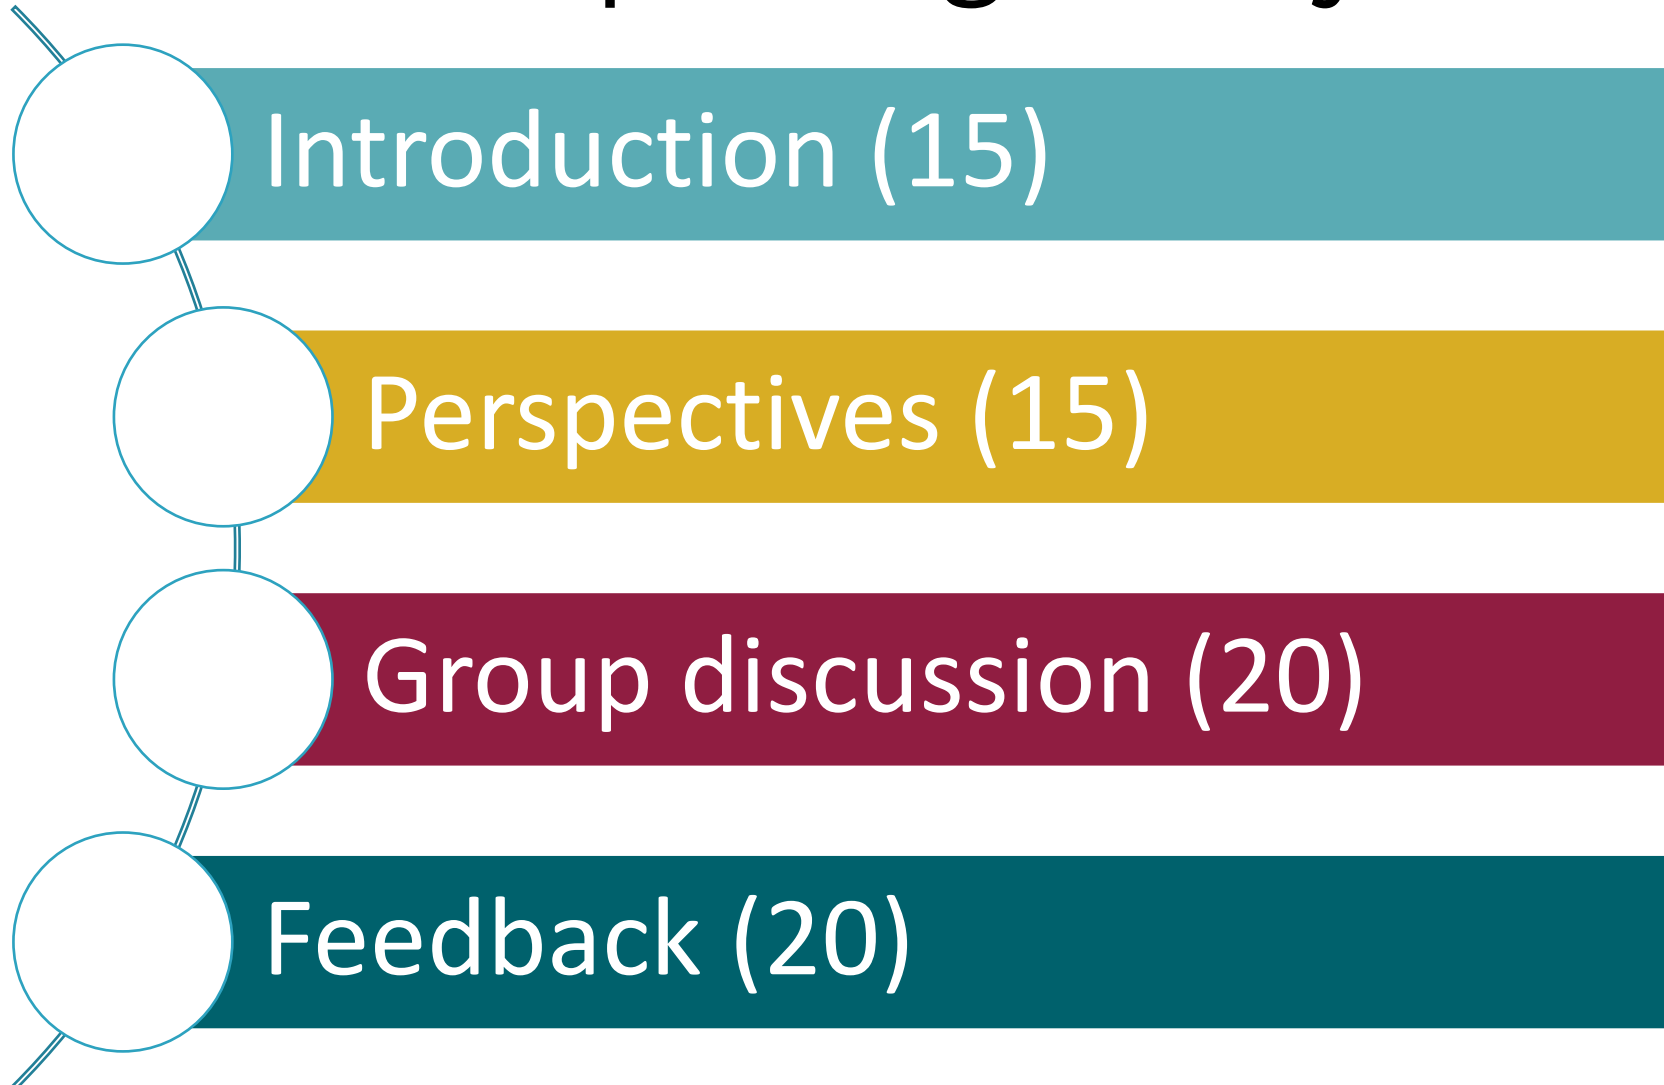 Introduction (15)
Perspectives (15)
Group discussion (20)
Feedback (20)